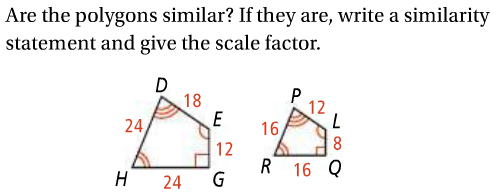 Are the polygons similar? If they are, write a similarity
statement and give the scale factor.
D
18
E
24
12
H
24
G
P
12
L
16
8
R
16
Q